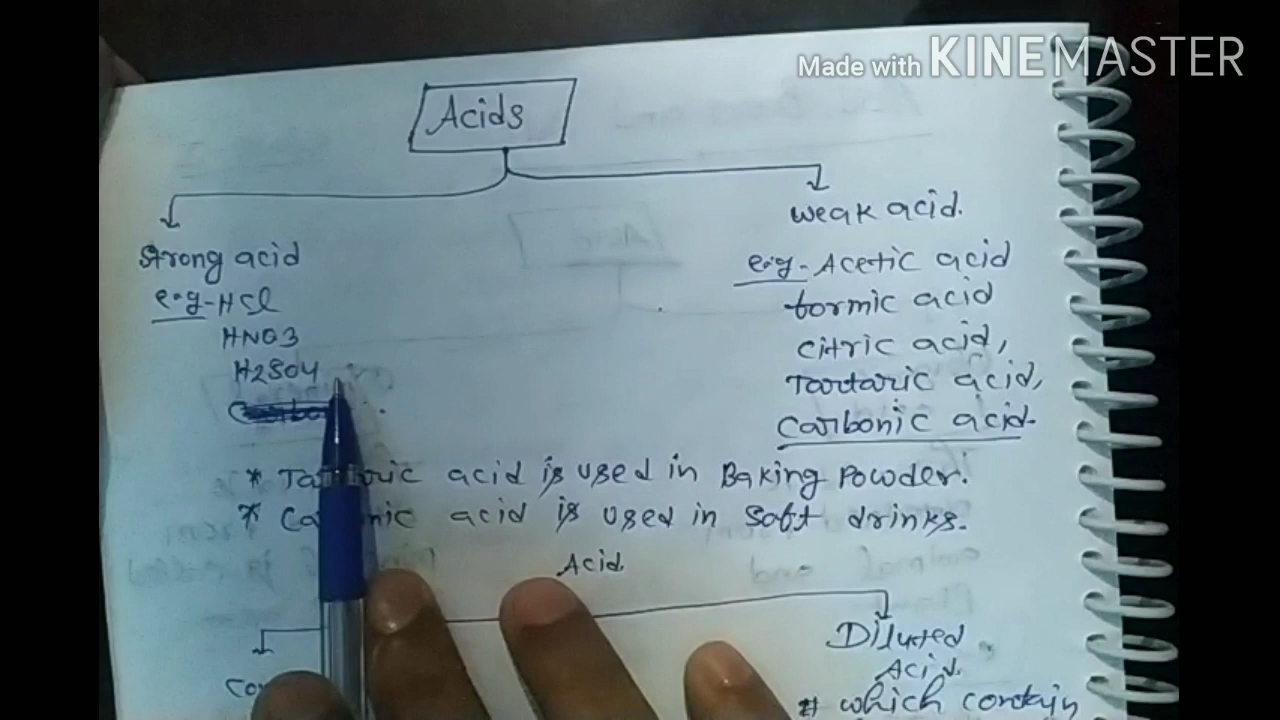 Made with KINEMASTER
Acids
Strong acid
e.g-HCl
HNO3
H2SO4
weak acid.
e.g-Acetic acid
formic acid
citric acid,
Tartaric acid,
Carbonic acid.
* acid is used in Baking Powder.
* acid is used in Soft drinks.
Acid.
Diluted
Acid.
# which contain